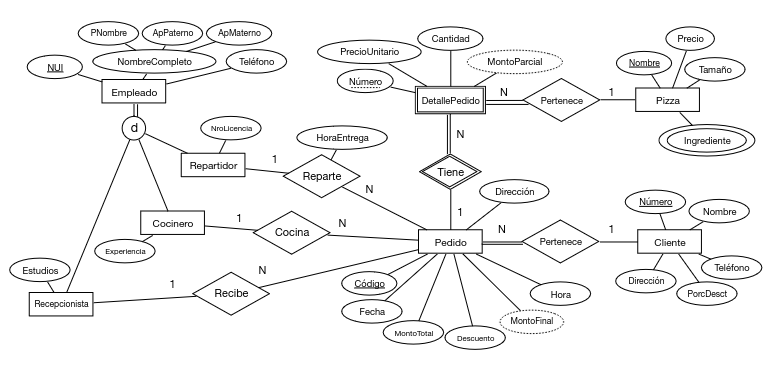 PNombre
ApPaterno
ApMaterno
NombreCompleto
NUI
Teléfono
Empleado
d
NroLicencia
Repartidor
1
HoraEntrega
Reparte
N
Cocinero
Experiencia
1
Cocina
N
Estudios
Recepcionista
1
Recibe
N
Cantidad
PrecioUnitario
MontoParcial
Número
DetallePedido
N
Pertenece
1
Precio
Nombre
Tamaño
Pizza
Ingrediente
N
Tiene
1
Dirección
Pedido
N
Pertenece
1
Número
Nombre
Cliente
Teléfono
Dirección
PorcDesct
Código
Fecha
MontoTotal
Descuento
MontoFinal
Hora